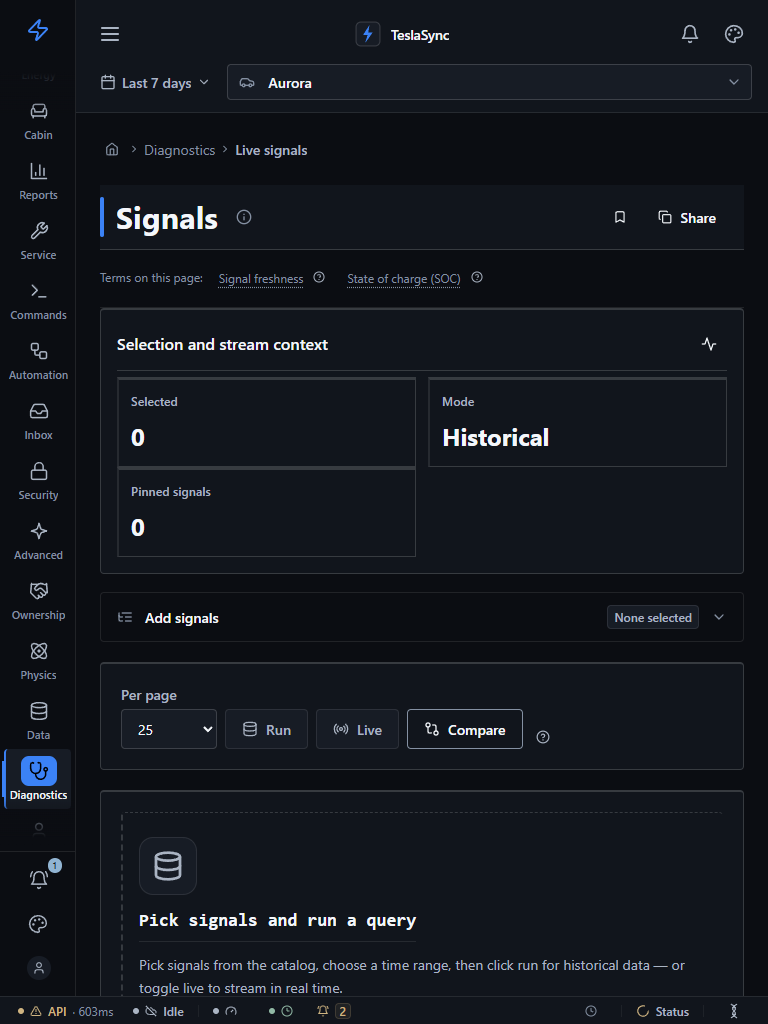 TeslaSync
Last 7 days
Aurora
Cabin
Reports
Service
Commands
Automation
Inbox
Security
Advanced
Ownership
Physics
Data
Diagnostics
1
Diagnostics
Live signals
Signals
Share
Terms on this page:
Signal freshness
State of charge (SOC)
Selection and stream context
Selected
0
Mode
Historical
Pinned signals
0
Add signals
None selected
Per page
25
Run
Live
Compare
Pick signals and run a query
Pick signals from the catalog, choose a time range, then click run for historical data — or
toggle live to stream in real time.
API · 603ms
Idle
2
Status